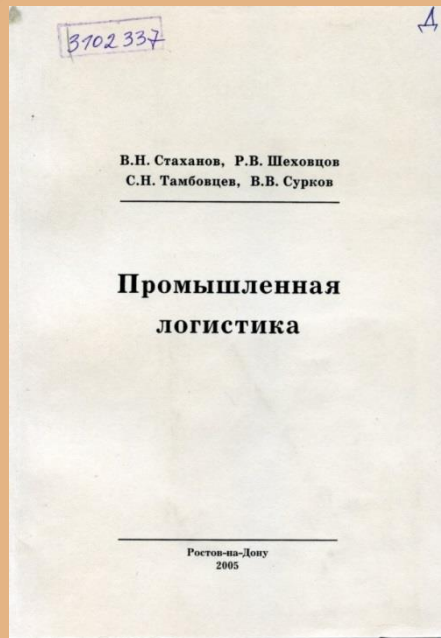 3102337
Д
В.Н. Стаханов, Р.В. Шеховцов
С.Н. Тамбовцев, В.В. Сурков
Промышленная
логистика
Ростов-на-Дону
2005